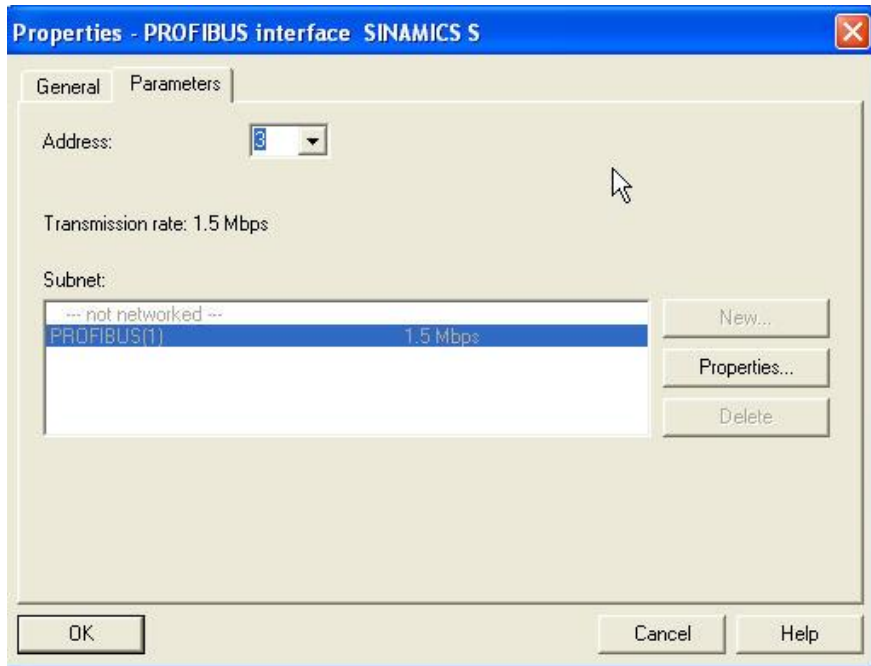 Properties - PROFIBUS interface SINAMICS S
General Parameters
Address: 3
Transmission rate: 1.5 Mbps
Subnet:
--- not networked ---
PROFIBUS(1) 1.5 Mbps
New...
Properties...
Delete
OK Cancel Help